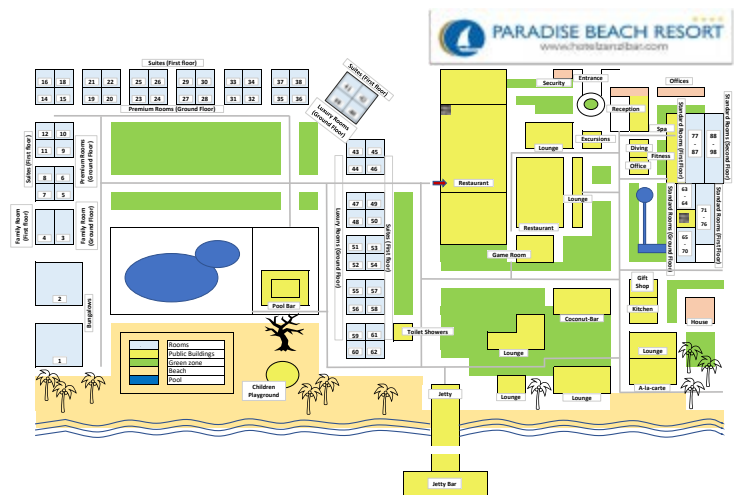 PARADISE BEACH RESORT
www.hotelzanzibar.com
Suites (First floor)
16 18 21 22 25 26 29 30 33 34 37 38
14 15 19 20 23 24 27 28 31 32 35 36
Premium Rooms (Ground Floor)
Suites (First floor)
Luxury Rooms
(Ground Floor)
Security
Entrance
Offices
Reception
Excursions
Lounge
Spa
Diving
Fitness
Office
Standard Rooms (First Floor)
Standard Rooms (Second Floor)
77
-
87
88
-
98
12 10
11 9
8 6
7 5
Suites (First floor)
Premium Rooms
(Ground Floor)
43 45
44 46
Restaurant
Lounge
Restaurant
Game Room
63
-
64
71
-
76
65
-
70
Standard Rooms (Ground Floor)
Standard Rooms (First Floor)
Family Room
(First floor)
4 3
Family Room
(Ground Floor)
47 49
48 50
51 53
52 54
55 57
56 58
59 61
60 62
Luxury Rooms (Ground Floor)
Suites (First floor)
2
1
Bungalows
Pool Bar
Gift
Shop
Kitchen
House
Coconut-Bar
Toilet Showers
Lounge
Lounge
A-la-carte
Rooms
Public Buildings
Green zone
Beach
Pool
Children
Playground
Jetty
Lounge
Lounge
Jetty Bar